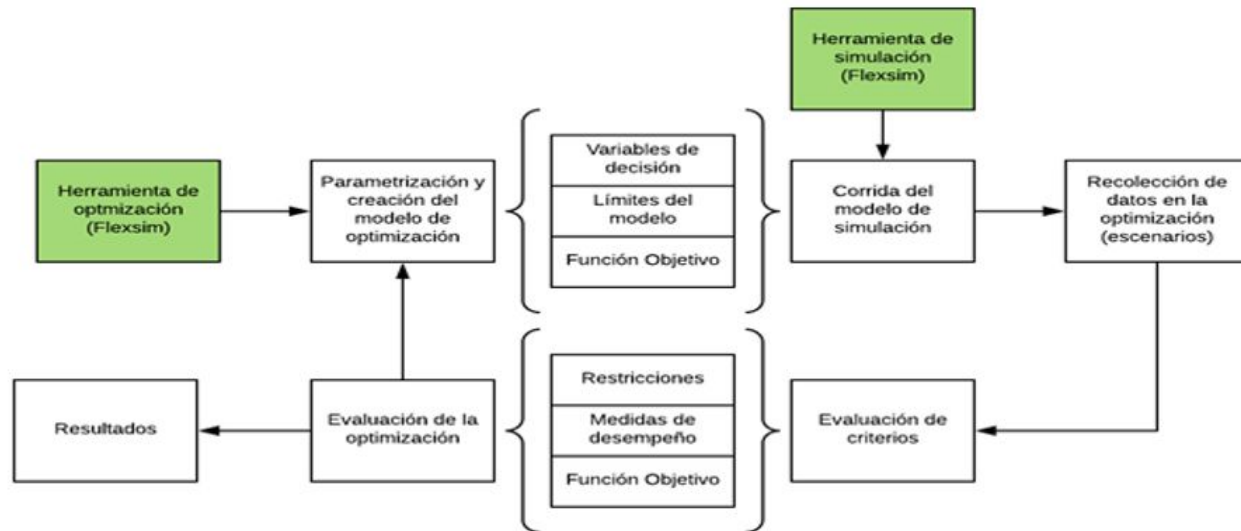 Herramienta de
simulación
(Flexsim)
Herramienta de
optmización
(Flexsim)
Parametrización y
creación del
modelo de
optimización
Variables de
decisión
Límites del
modelo
Función Objetivo
Corrida del
modelo de
simulación
Recolección de
datos en la
optimización
(escenarios)
Resultados
Evaluación de la
optimización
Restricciones
Medidas de
desempeño
Función Objetivo
Evaluación de
criterios